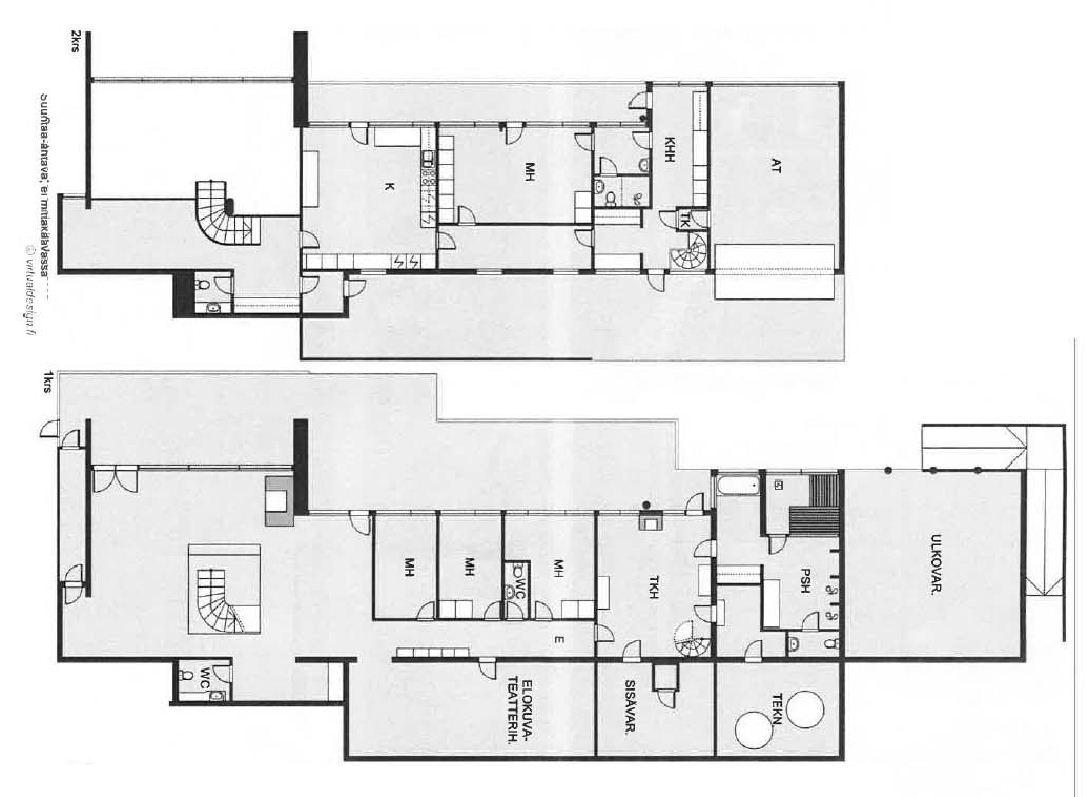 2krs
Suuntaa-antava, ei mittakaavassa
© virtualdesign.fi
K
MH
KHH
TK
AT
1krs
MH
MH
WC
MH
TKH
PSH
ULKOVAR.
E
WC
ELOKUVA-
TEATTERIH.
SISÄVAR.
TEKN.